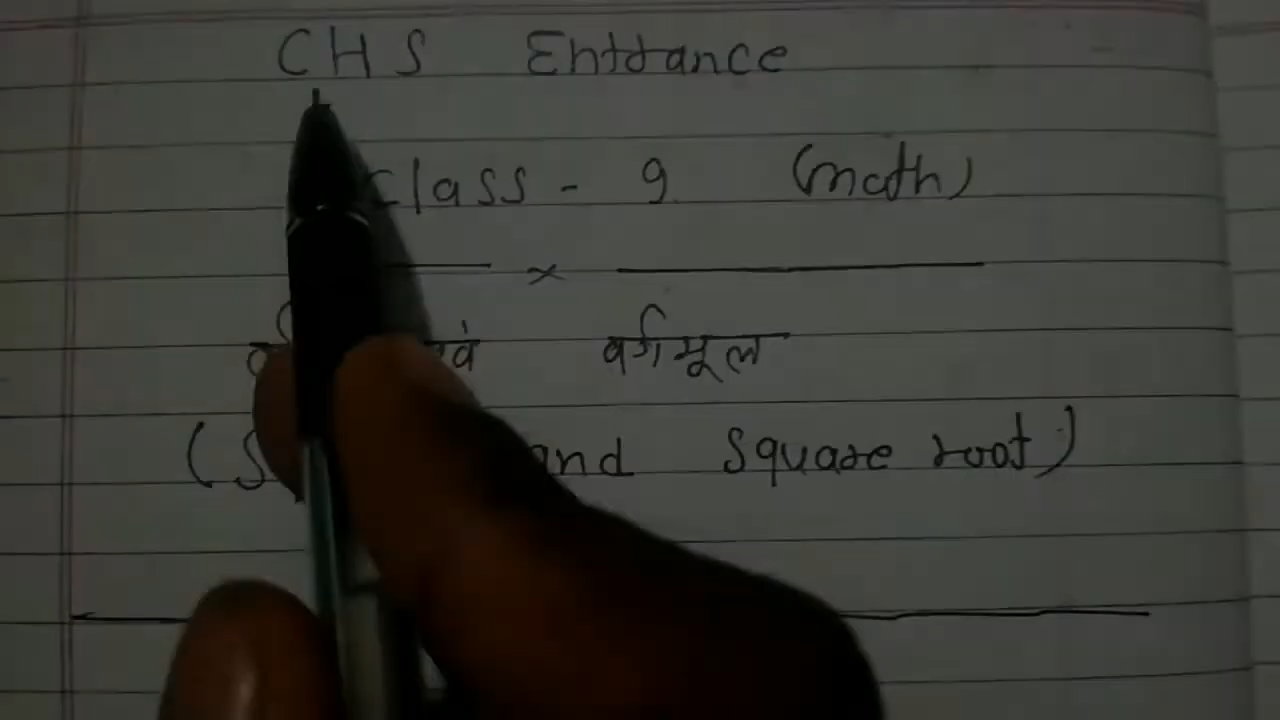 CHS Entrance
class - 9 (math)
×
वर्गमूल
and Square root)